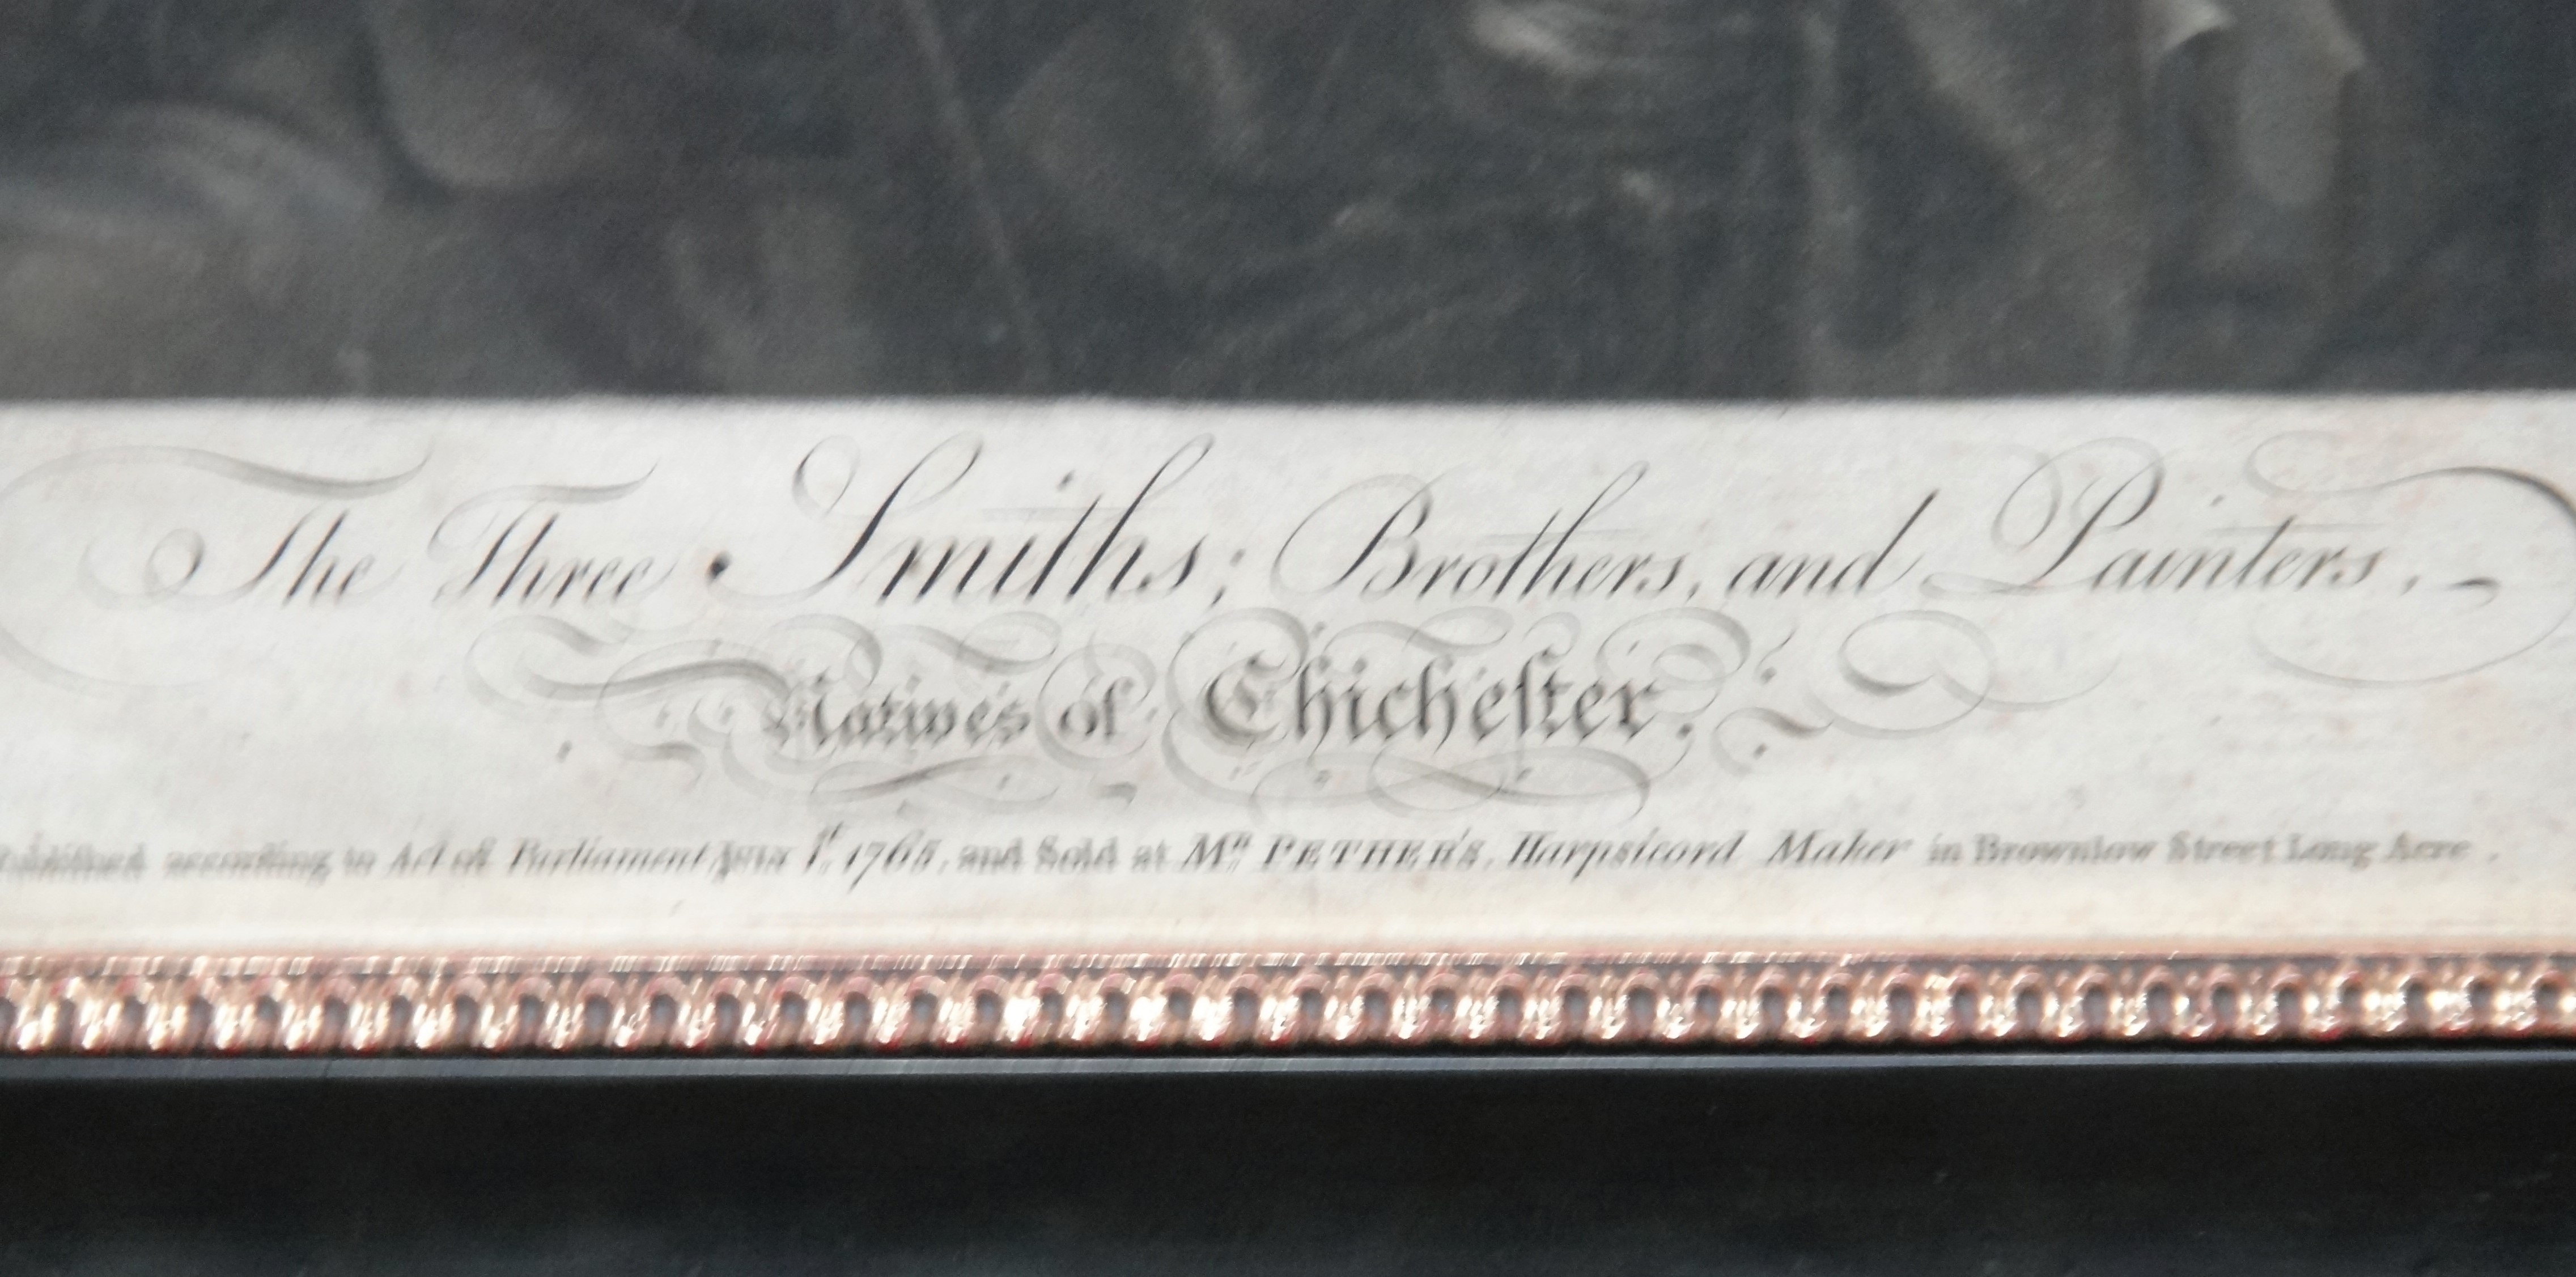 The Three Smiths; Brothers, and Painters,
Natives of Chicheſter.
according to Act of Parliament 1ſt. 1765, and Sold at Mʳ PETHER'S, Harpsicord Maker in Brownlow Street Long Acre.